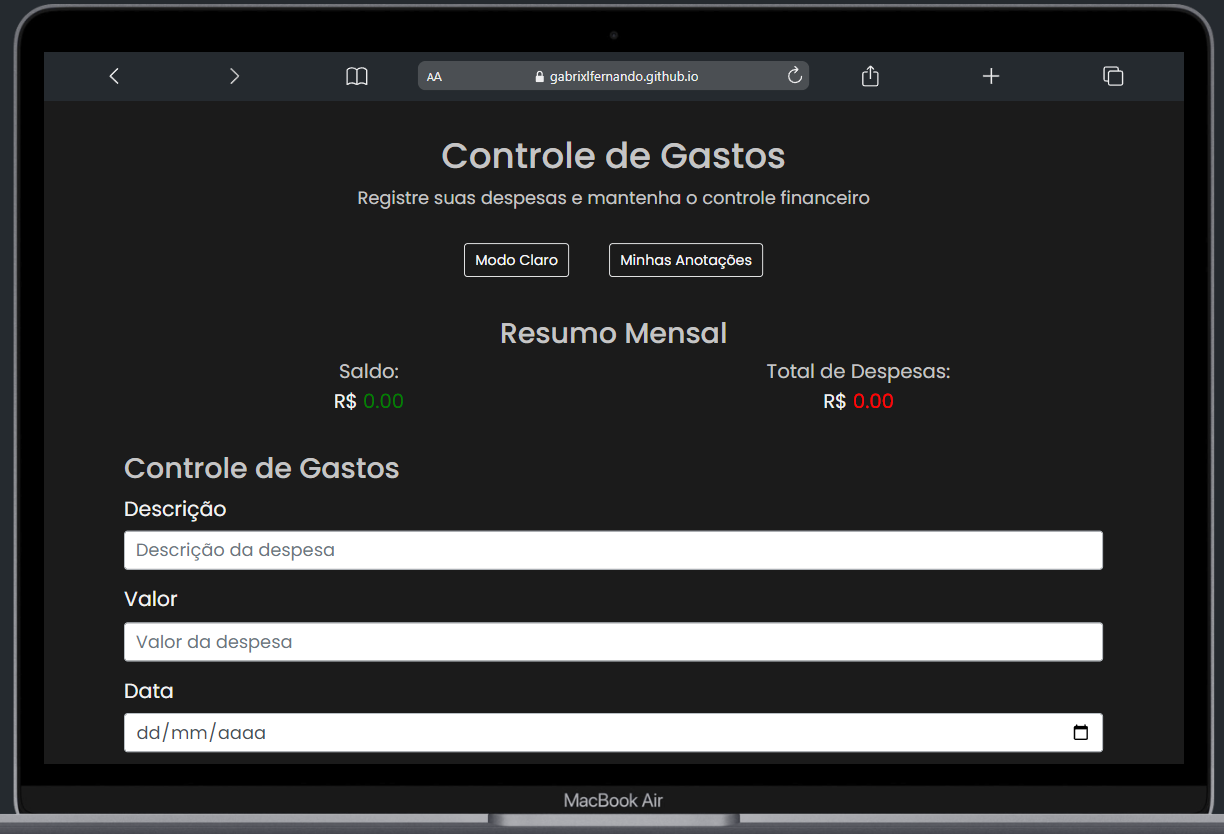 AA gabrixlfernando.github.io
Controle de Gastos
Registre suas despesas e mantenha o controle financeiro
Modo Claro Minhas Anotações
Resumo Mensal
Saldo: Total de Despesas:
R$ 0.00 R$ 0.00
Controle de Gastos
Descrição
Descrição da despesa
Valor
Valor da despesa
Data
dd/mm/aaaa
MacBook Air